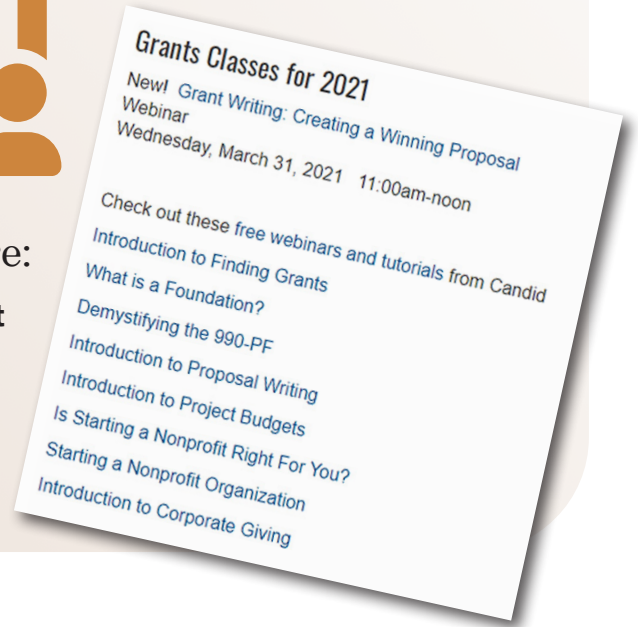 Grants Classes for 2021
New! Grant Writing: Creating a Winning Proposal
Webinar
Wednesday, March 31, 2021 11:00am-noon
Check out these free webinars and tutorials from Candid
Introduction to Finding Grants
What is a Foundation?
Demystifying the 990-PF
Introduction to Proposal Writing
Introduction to Project Budgets
Is Starting a Nonprofit Right For You?
Starting a Nonprofit Organization
Introduction to Corporate Giving